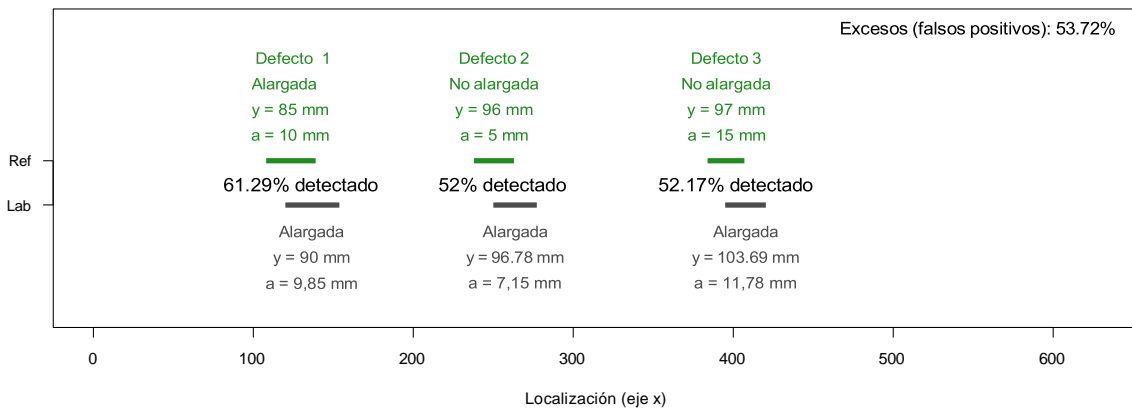 Excesos (falsos positivos): 53.72%
Defecto 1
Alargada
y = 85 mm
a = 10 mm
Defecto 2
No alargada
y = 96 mm
a = 5 mm
Defecto 3
No alargada
y = 97 mm
a = 15 mm
Ref
61.29% detectado
52% detectado
52.17% detectado
Lab
Alargada
y = 90 mm
a = 9,85 mm
Alargada
y = 96.78 mm
a = 7,15 mm
Alargada
y = 103.69 mm
a = 11,78 mm
0 100 200 300 400 500 600
Localización (eje x)